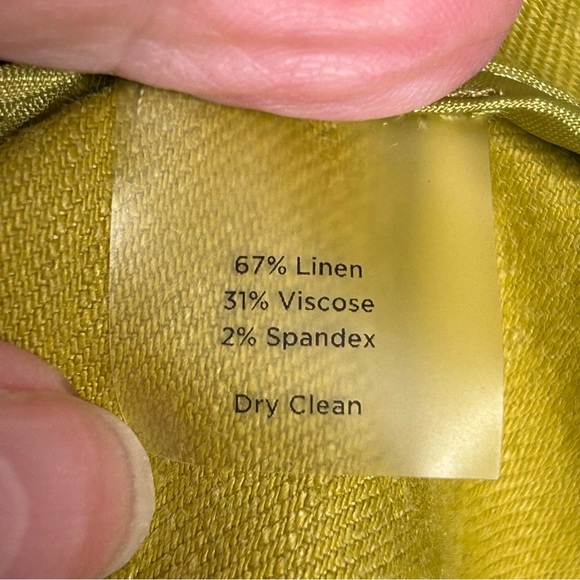 67% Linen
31% Viscose
2% Spandex
Dry Clean